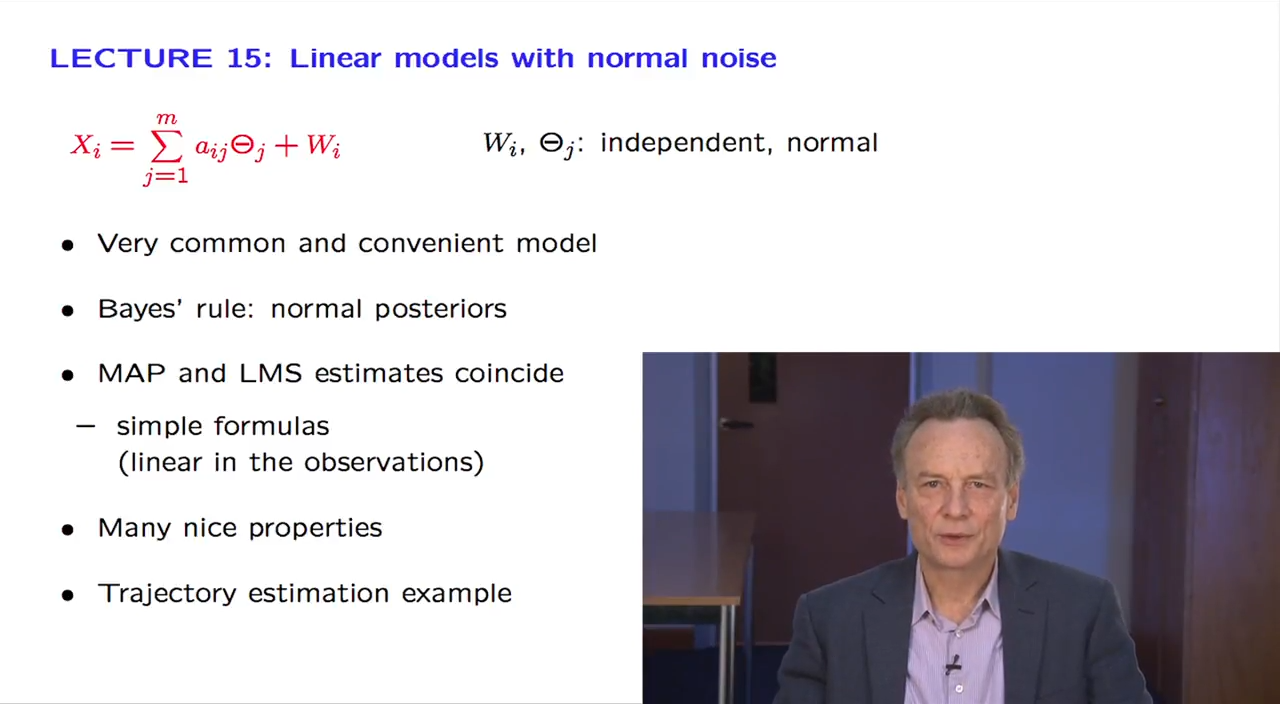 LECTURE 15: Linear models with normal noise
X_i = \sum_{j=1}^{m} a_{ij}Θ_j + W_i    W_i, Θ_j: independent, normal
• Very common and convenient model
• Bayes' rule: normal posteriors
• MAP and LMS estimates coincide
– simple formulas
(linear in the observations)
• Many nice properties
• Trajectory estimation example